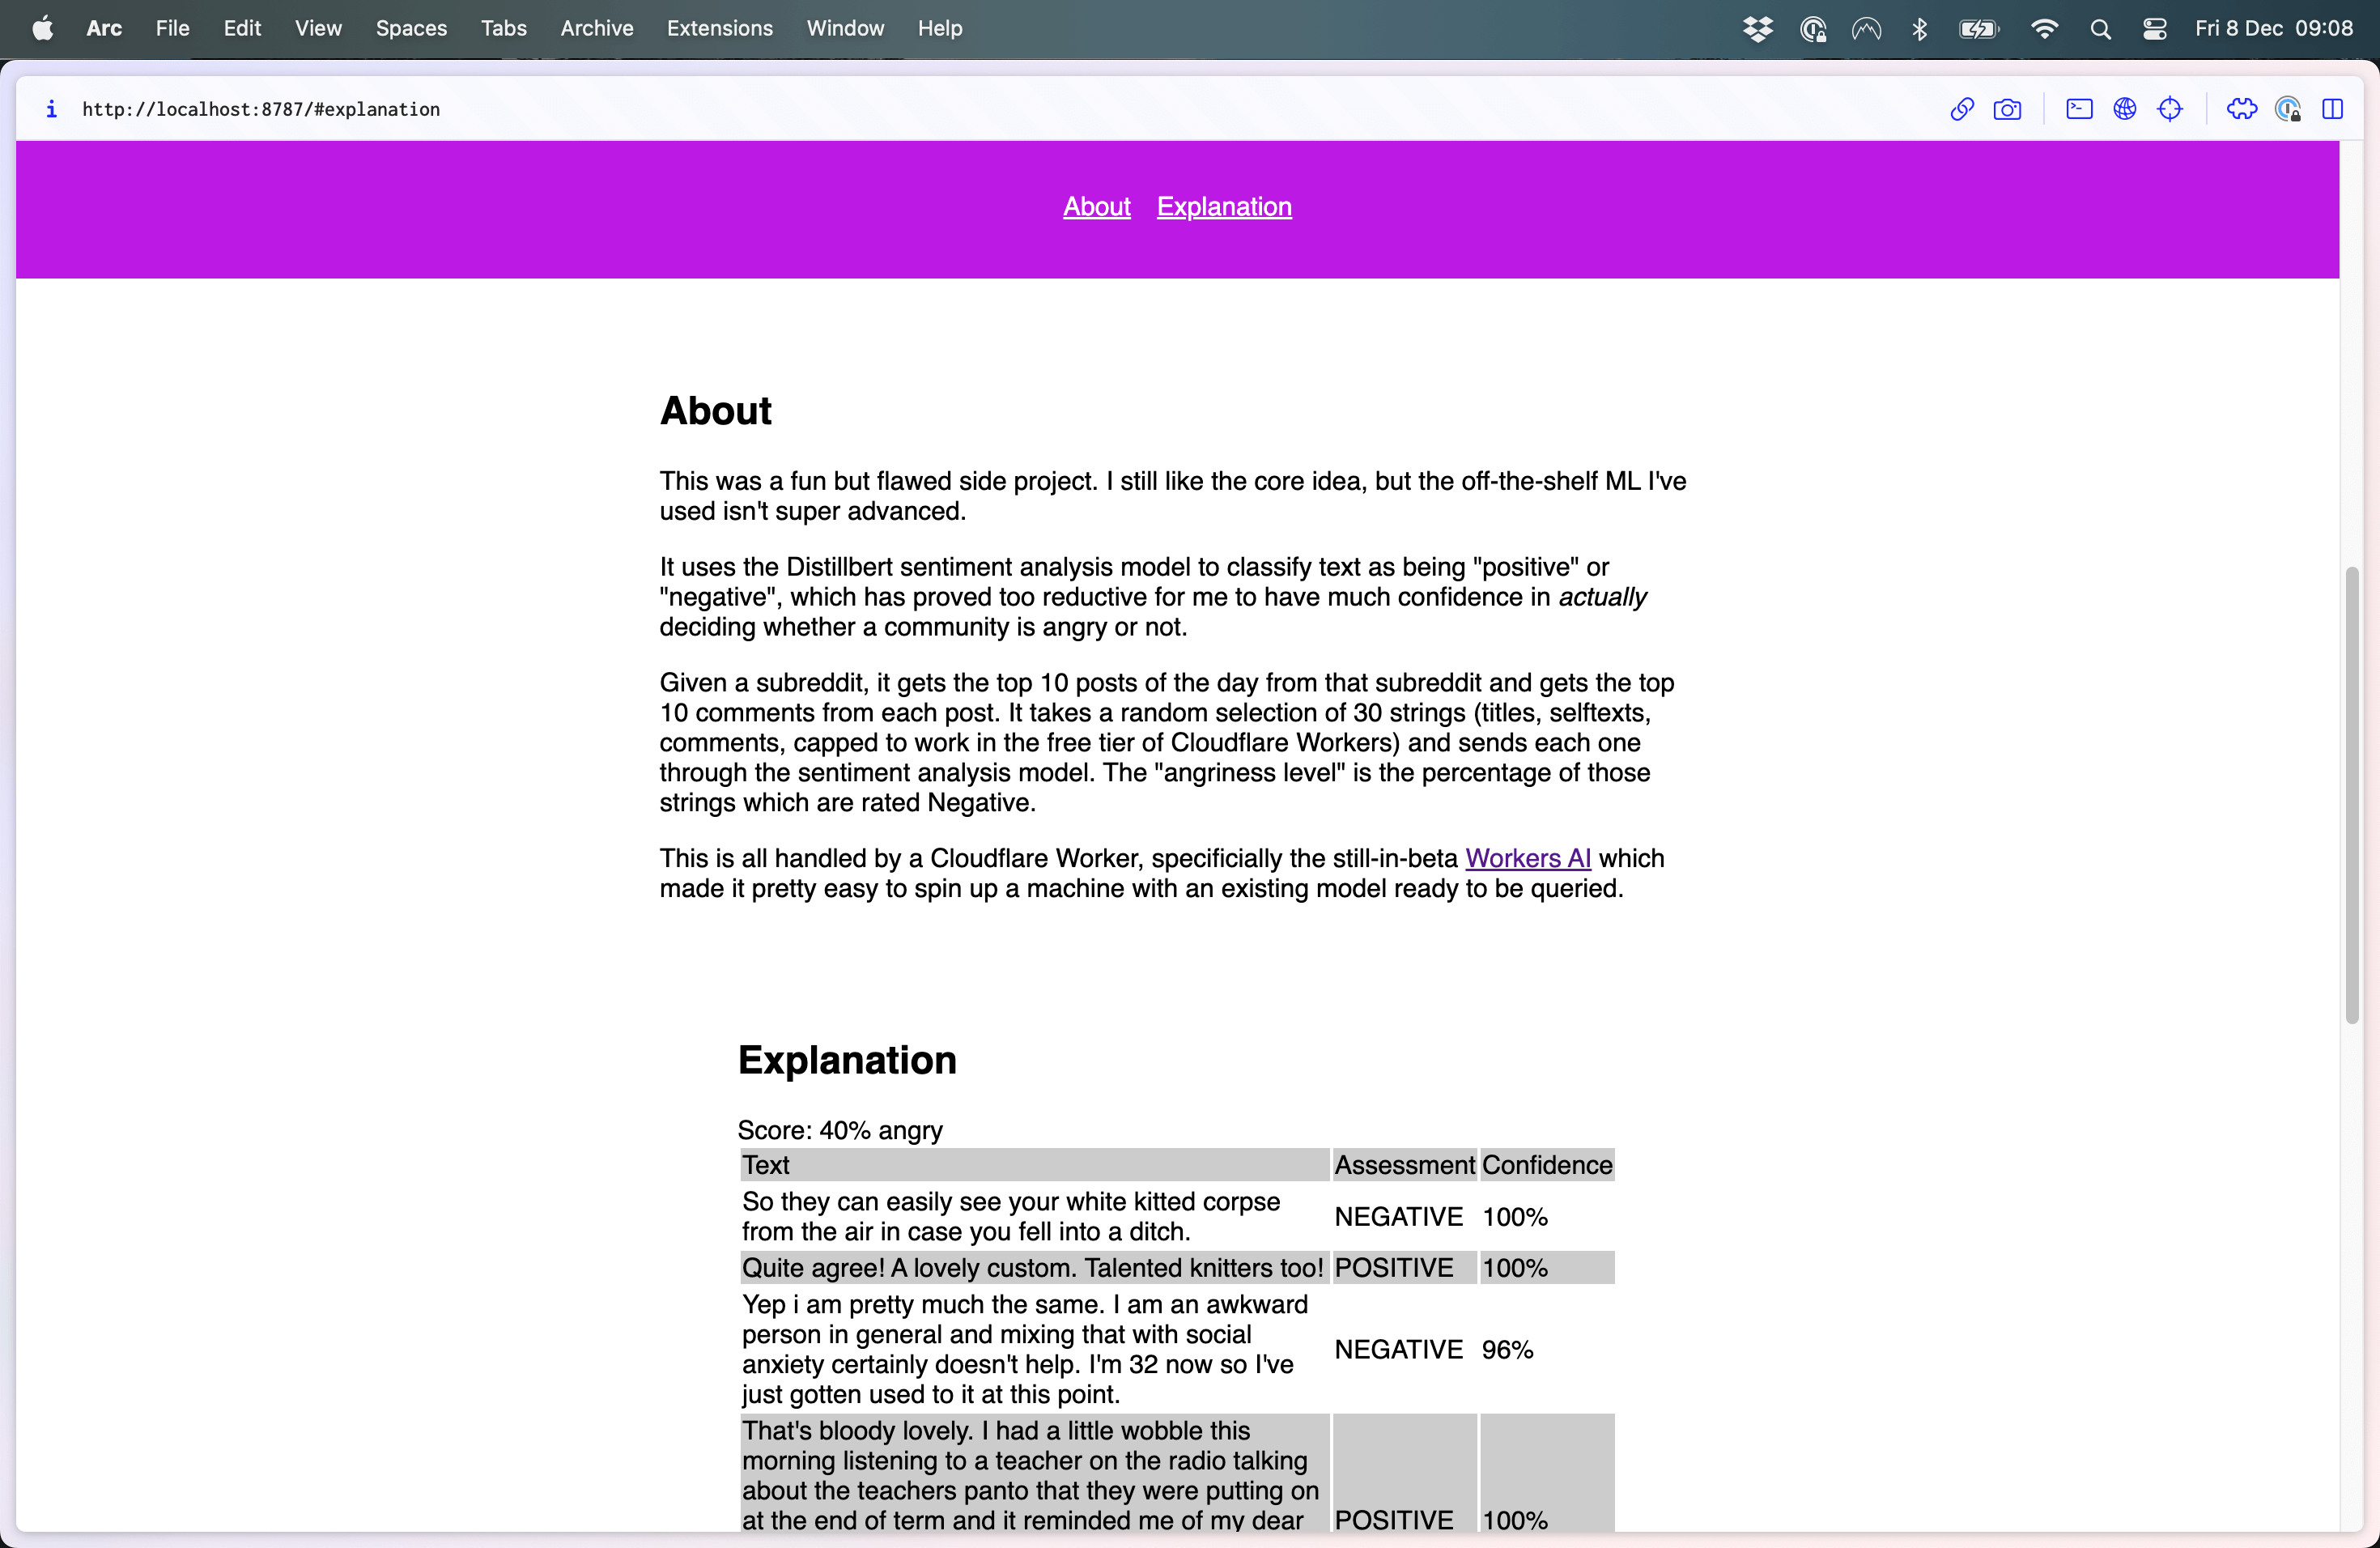 Arc File Edit View Spaces Tabs Archive Extensions Window Help Fri 8 Dec 09:08
http://localhost:8787/#explanation
About Explanation
About
This was a fun but flawed side project. I still like the core idea, but the off-the-shelf ML I've
used isn't super advanced.
It uses the Distillbert sentiment analysis model to classify text as being "positive" or
"negative", which has proved too reductive for me to have much confidence in actually
deciding whether a community is angry or not.
Given a subreddit, it gets the top 10 posts of the day from that subreddit and gets the top
10 comments from each post. It takes a random selection of 30 strings (titles, selftexts,
comments, capped to work in the free tier of Cloudflare Workers) and sends each one
through the sentiment analysis model. The "angriness level" is the percentage of those
strings which are rated Negative.
This is all handled by a Cloudflare Worker, specificially the still-in-beta Workers AI which
made it pretty easy to spin up a machine with an existing model ready to be queried.
Explanation
Score: 40% angry
Text Assessment Confidence
So they can easily see your white kitted corpse
from the air in case you fell into a ditch.
NEGATIVE 100%
Quite agree! A lovely custom. Talented knitters too! POSITIVE 100%
Yep i am pretty much the same. I am an awkward
person in general and mixing that with social
anxiety certainly doesn't help. I'm 32 now so I've
just gotten used to it at this point.
NEGATIVE 96%
That's bloody lovely. I had a little wobble this
morning listening to a teacher on the radio talking
about the teachers panto that they were putting on
at the end of term and it reminded me of my dear
POSITIVE 100%